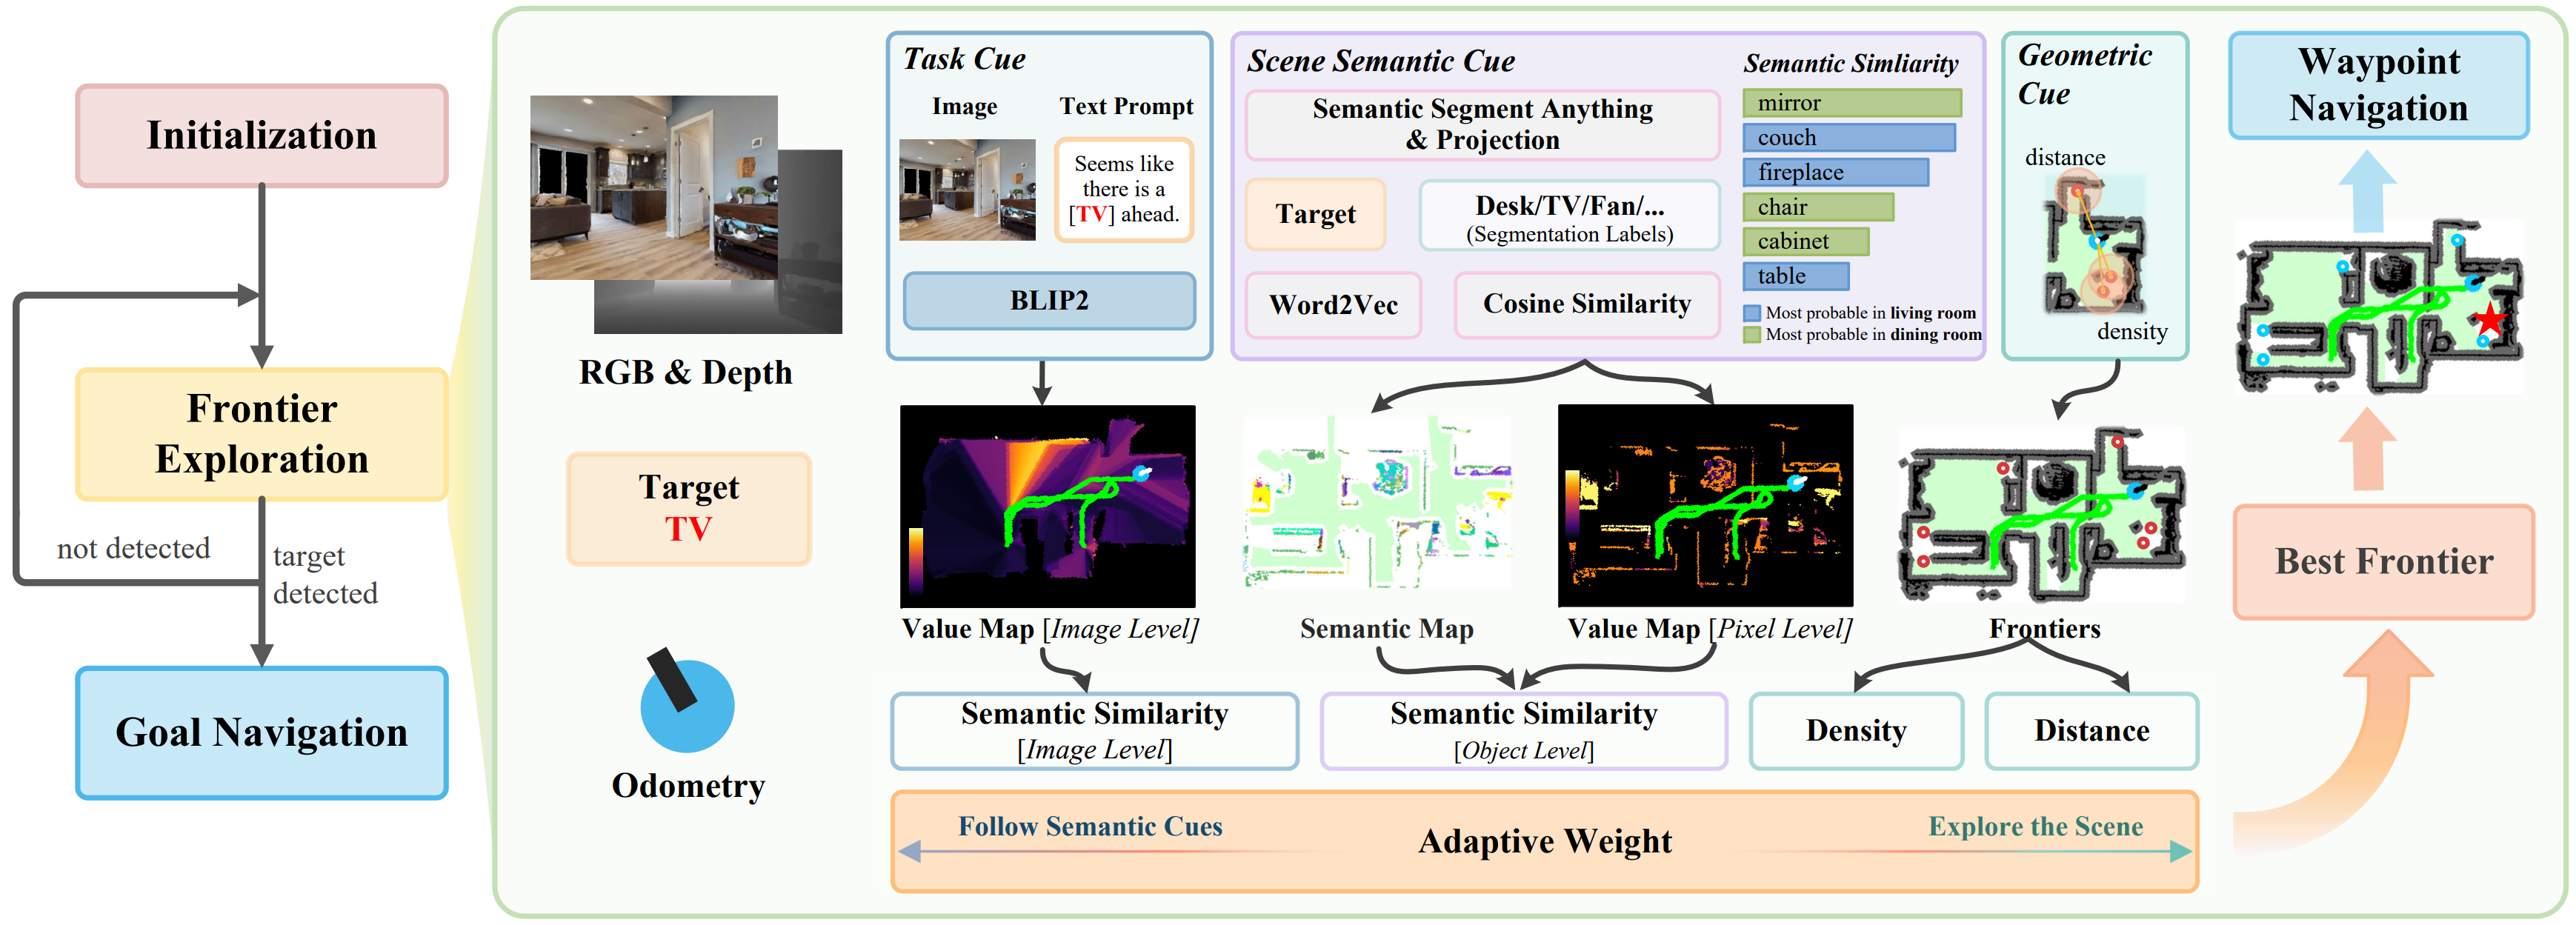 Initialization
Frontier
Exploration
not detected
target
detected
Goal Navigation
RGB & Depth
Target
TV
Odometry
Task Cue
Image
Text Prompt
Seems like
there is a
[TV] ahead.
BLIP2
Scene Semantic Cue
Semantic Segment Anything
& Projection
Target
Desk/TV/Fan/...
(Segmentation Labels)
Word2Vec
Cosine Similarity
Semantic Simliarity
mirror
couch
fireplace
chair
cabinet
table
Most probable in living room
Most probable in dining room
Geometric
Cue
distance
density
Value Map [Image Level]
Semantic Map
Value Map [Pixel Level]
Frontiers
Semantic Similarity
[Image Level]
Semantic Similarity
[Object Level]
Density
Distance
Follow Semantic Cues
Adaptive Weight
Explore the Scene
Waypoint
Navigation
Best Frontier